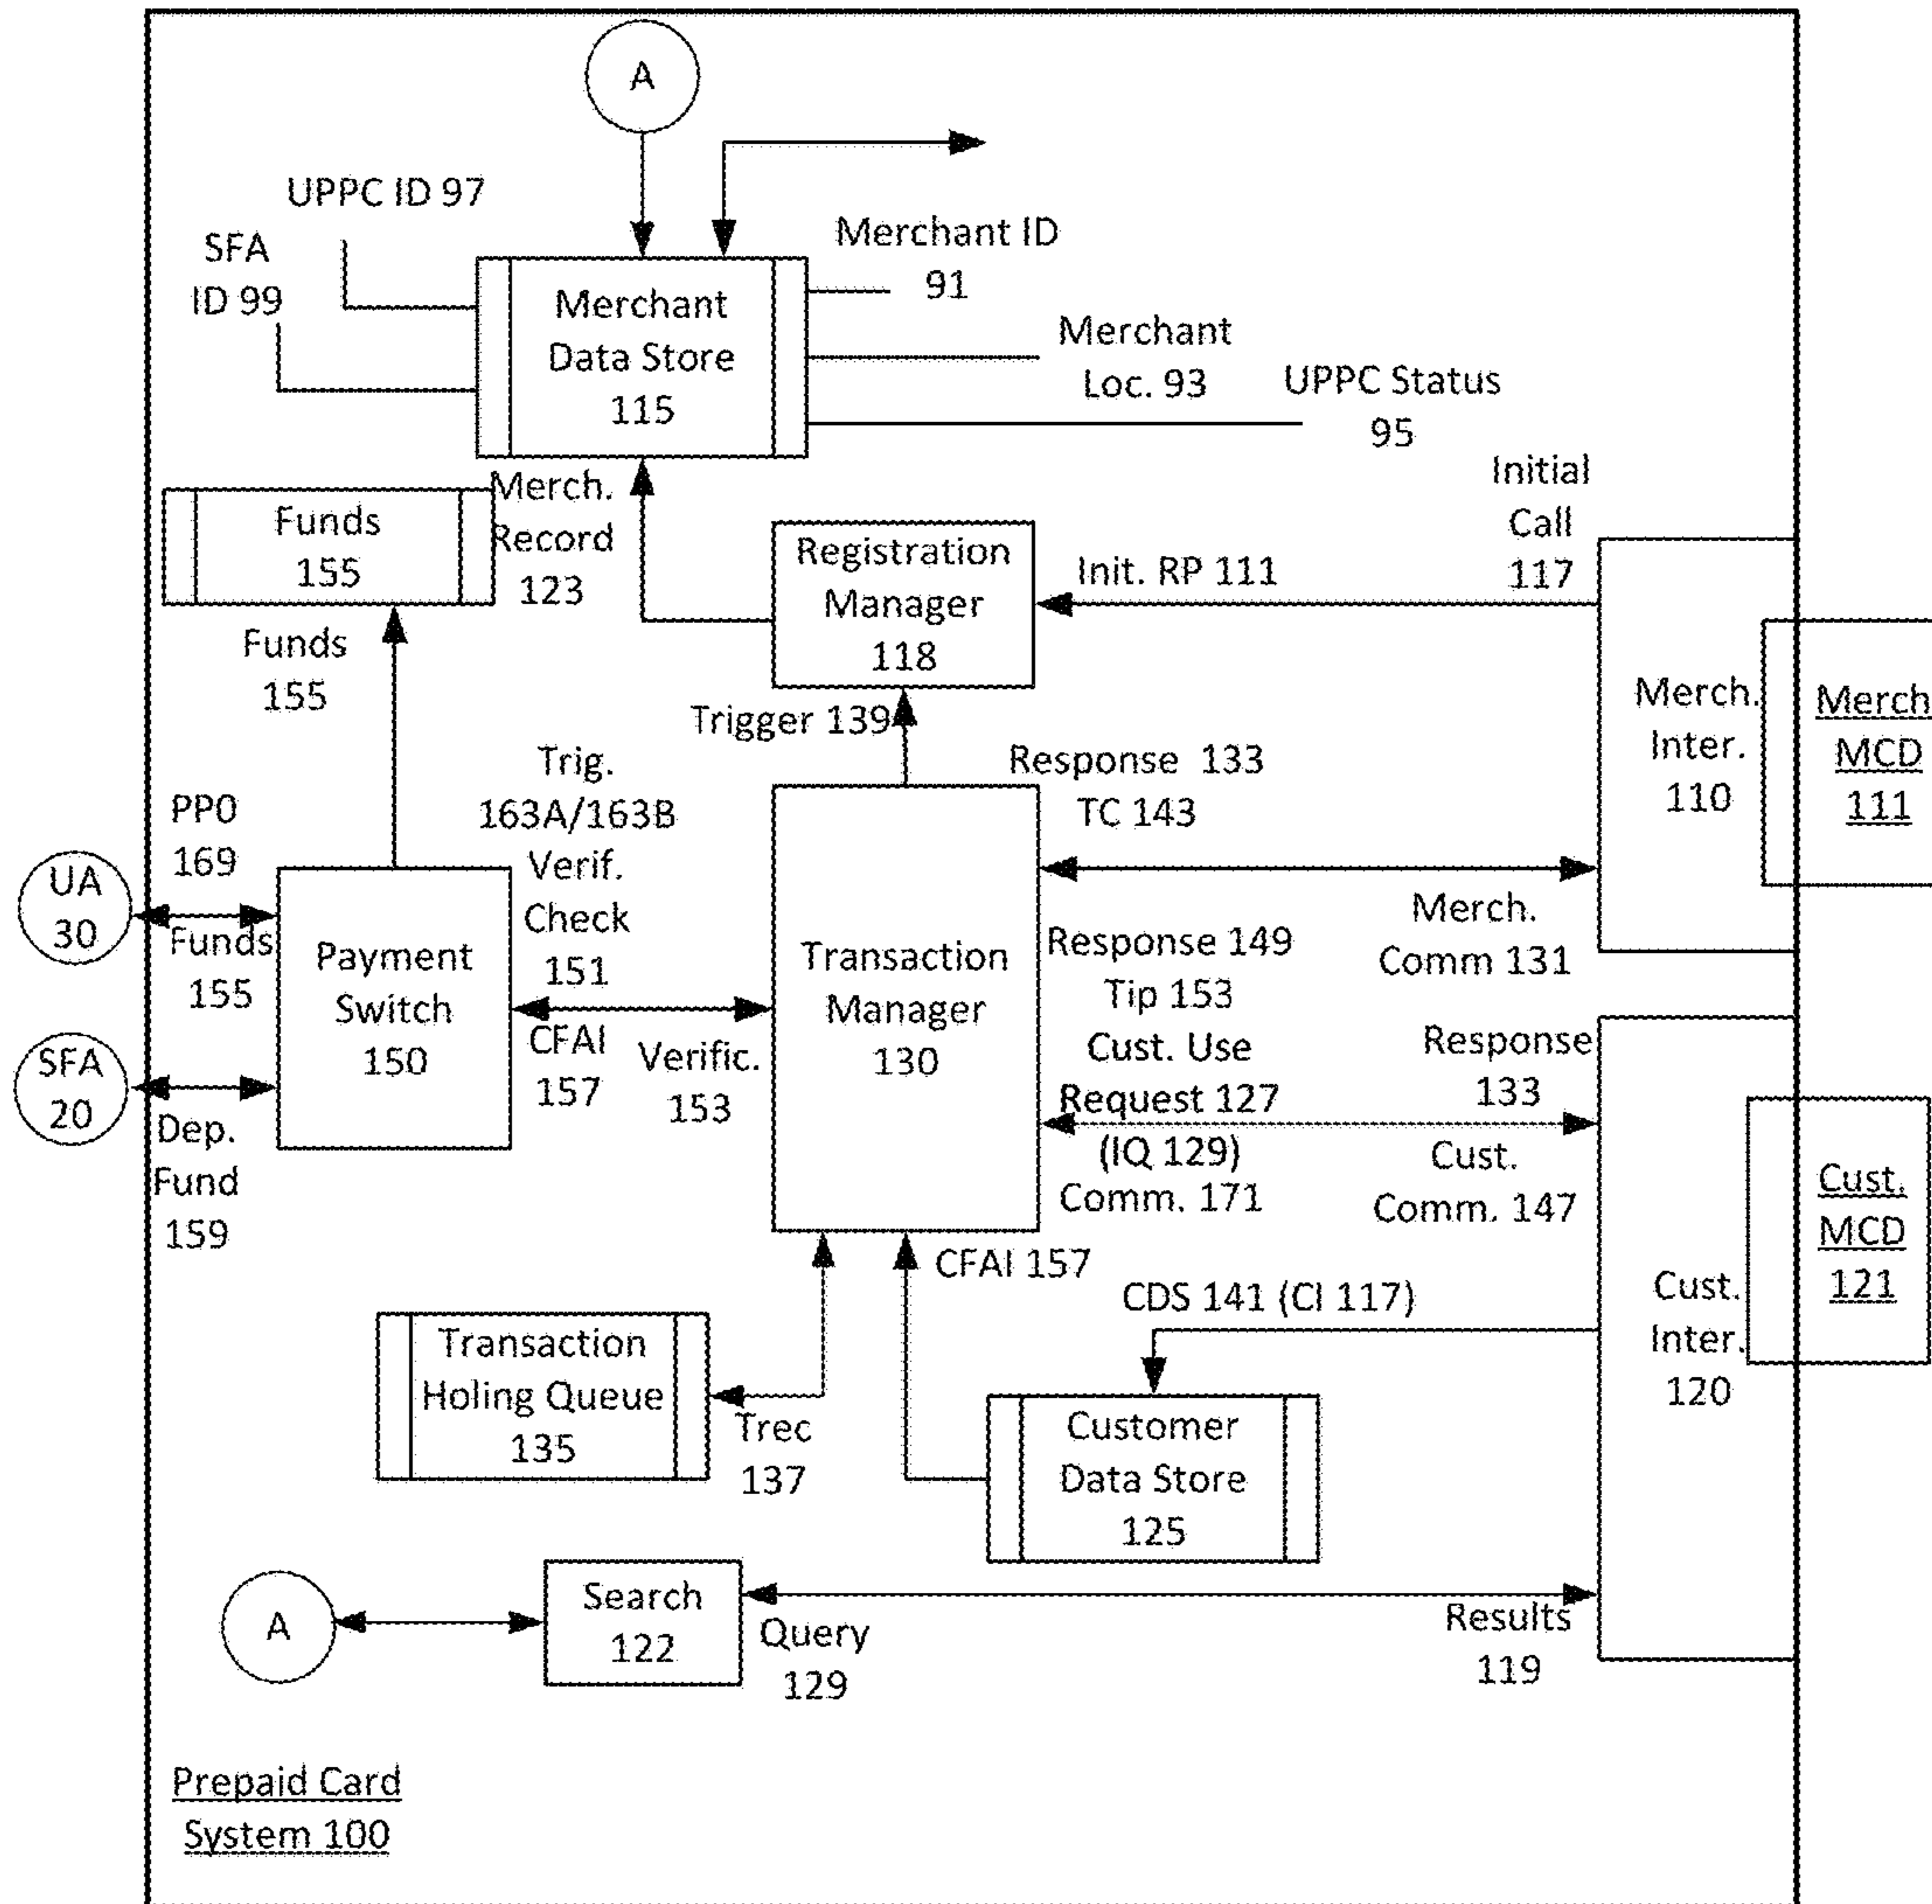 A
UPPC ID 97
SFA
ID 99
Merchant
Data Store
115
Merchant ID
91
Merchant
Loc. 93
UPPC Status
95
Funds
155
Merch.
Record
123
Registration
Manager
118
Init. RP 111
Initial
Call
117
Funds
155
Trigger 139
Merch.
Inter.
110
Merch
MCD
111
PP0
169
Trig.
163A/163B
Verif.
Check
151
Response 133
TC 143
UA
30
Funds
155
Payment
Switch
150
Transaction
Manager
130
Merch.
Comm 131
Response 149
Tip 153
Cust. Use
Request 127
(IQ 129)
Comm. 171
SFA
20
Dep.
Fund
159
CFAI
157
Verific.
153
Response
133
Cust.
Comm. 147
Cust.
MCD
121
CFAI 157
CDS 141 (CI 117)
Cust.
Inter.
120
Transaction
Holing Queue
135
Trec
137
Customer
Data Store
125
A
Search
122
Query
129
Results
119
Prepaid Card
System 100